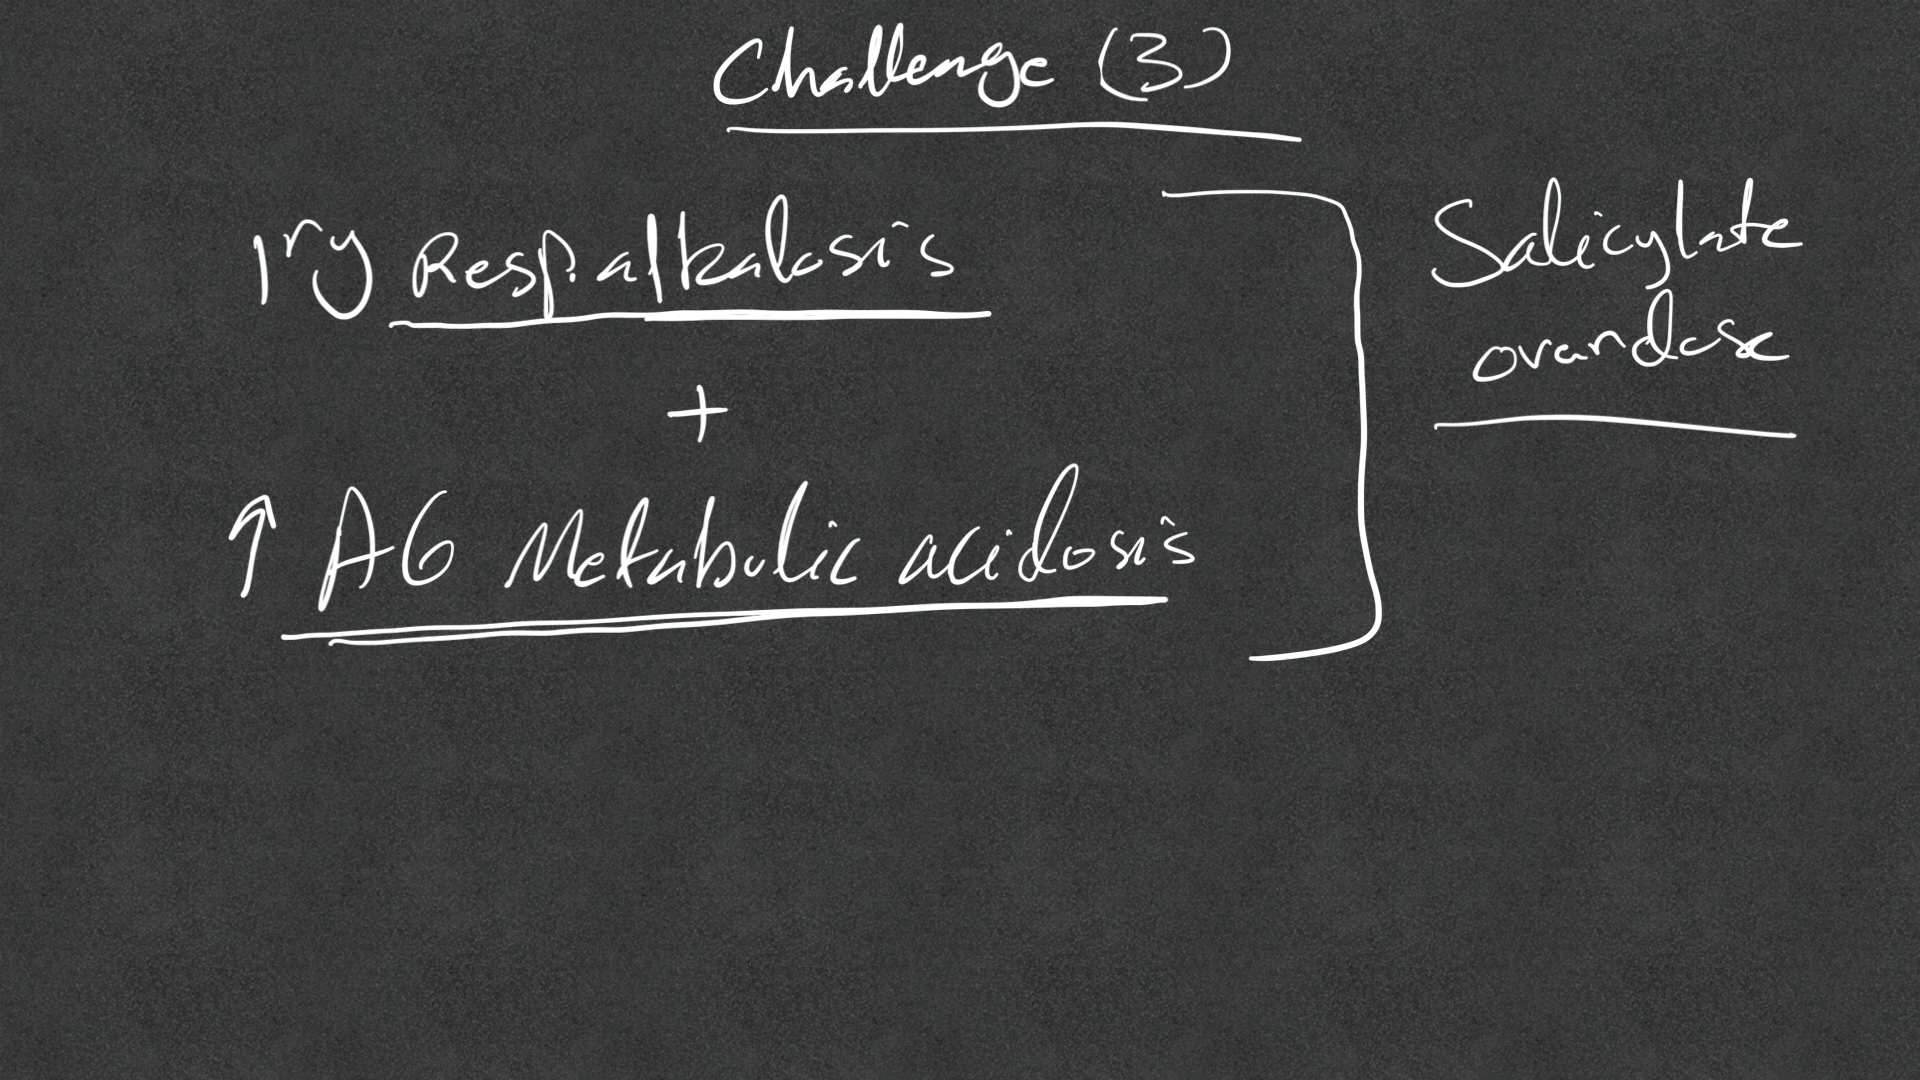 Challenge (3)
1ry Resp. alkalosis
+
↑ AG Metabolic acidosis
Salicylate
overdose